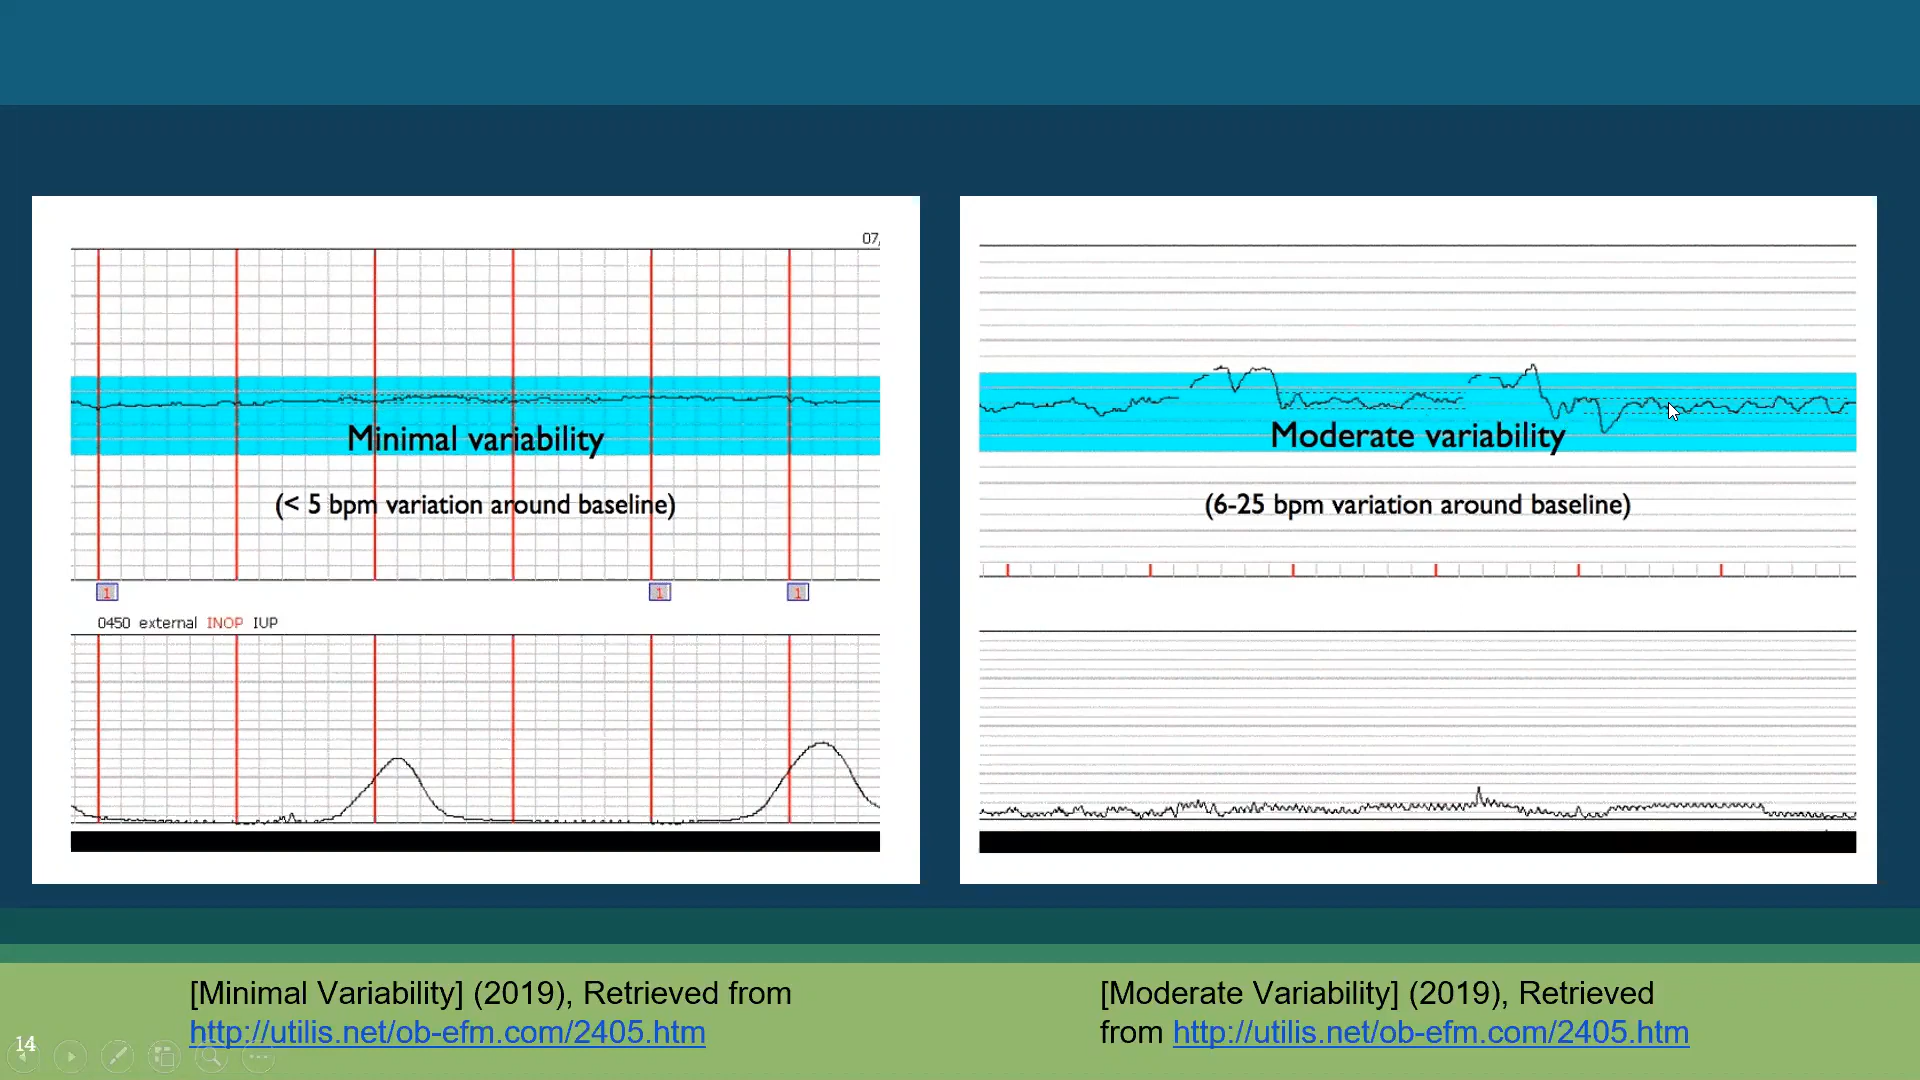 07,
Minimal variability
(< 5 bpm variation around baseline)
1
1
1
0450 external INOP IUP
Moderate variability
(6-25 bpm variation around baseline)
[Minimal Variability] (2019), Retrieved from
http://utilis.net/ob-efm.com/2405.htm
[Moderate Variability] (2019), Retrieved
from http://utilis.net/ob-efm.com/2405.htm
14